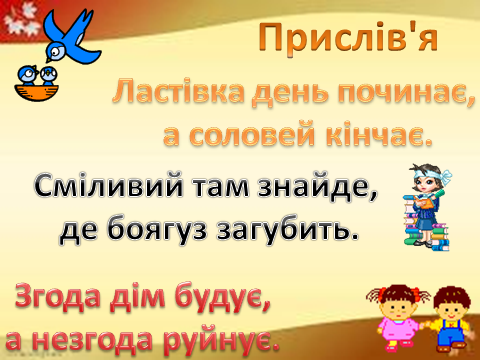 Прислів'я
Ластівка день починає,
а соловей кінчає.
Сміливий там знайде,
де боягуз загубить.
Згода дім будує,
а незгода руйнує.